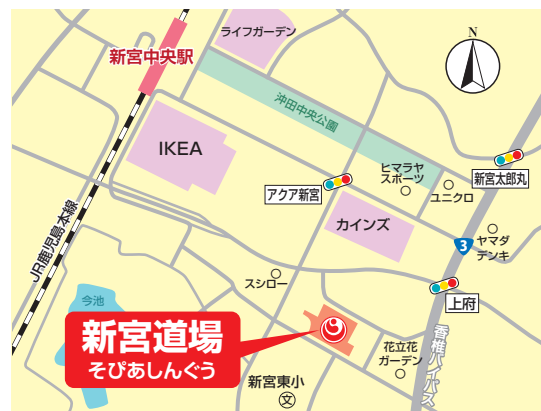 ライフガーデン
新宮中央駅
N
沖田中央公園
IKEA
ヒマラヤ
スポーツ
新宮太郎丸
アクア新宮
ユニクロ
カインズ
3
ヤマダ
デンキ
JR鹿児島本線
スシロー
上府
今池
新宮道場
そぴあしんぐう
香椎バイパス
花立花
ガーデン
新宮東小
文